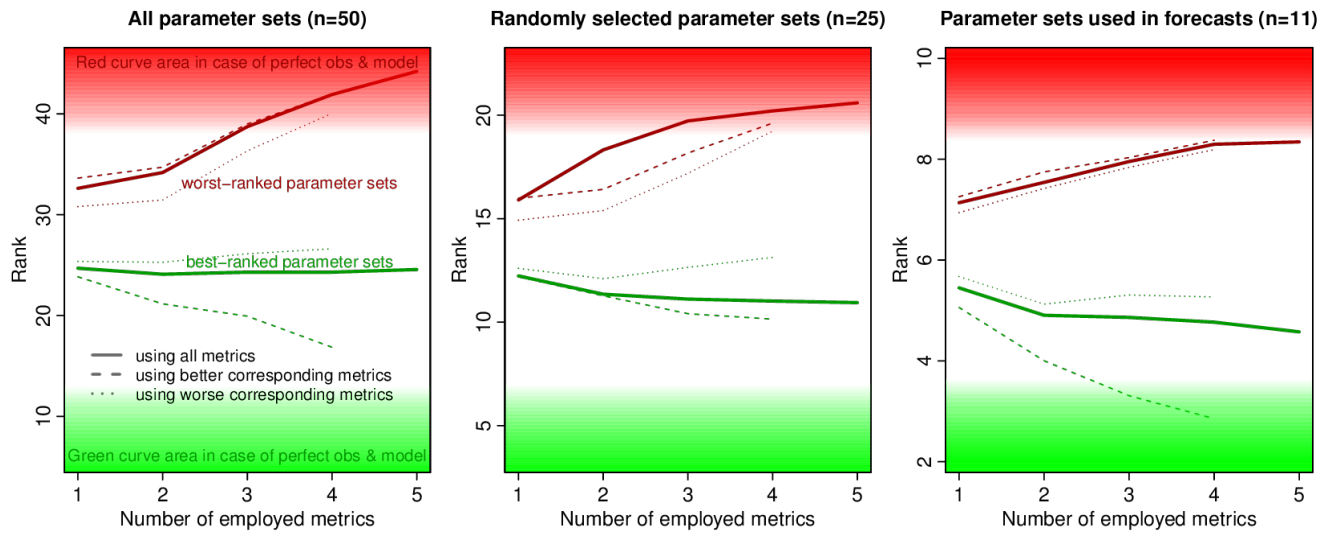 All parameter sets (n=50)
Red curve area in case of perfect obs & model
worst−ranked parameter sets
best−ranked parameter sets
using all metrics
using better corresponding metrics
using worse corresponding metrics
Green curve area in case of perfect obs & model
Rank
40
30
20
10
1 2 3 4 5
Number of employed metrics
Randomly selected parameter sets (n=25)
Rank
20
15
10
5
1 2 3 4 5
Number of employed metrics
Parameter sets used in forecasts (n=11)
Rank
10
8
6
4
2
1 2 3 4 5
Number of employed metrics